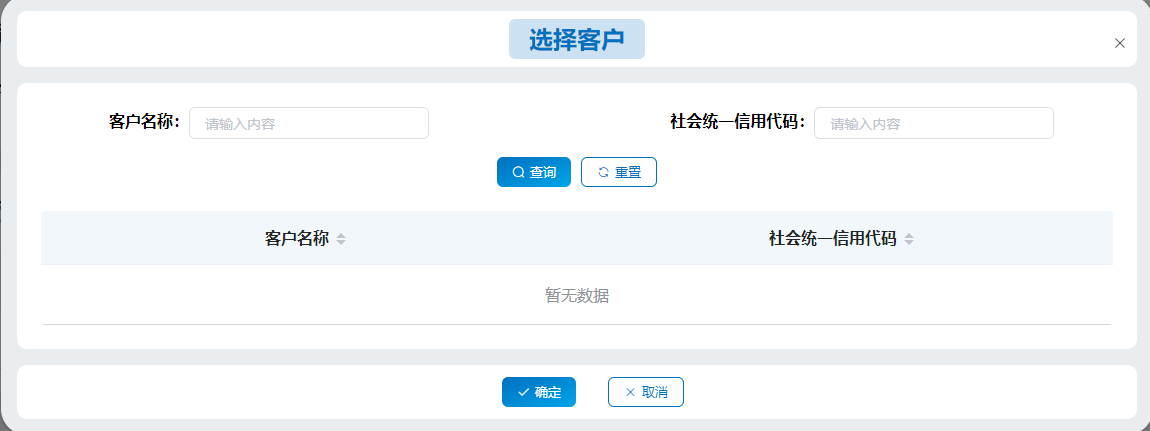 选择客户
客户名称： 请输入内容 社会统一信用代码： 请输入内容
查询 重置
客户名称 社会统一信用代码
暂无数据
确定 取消